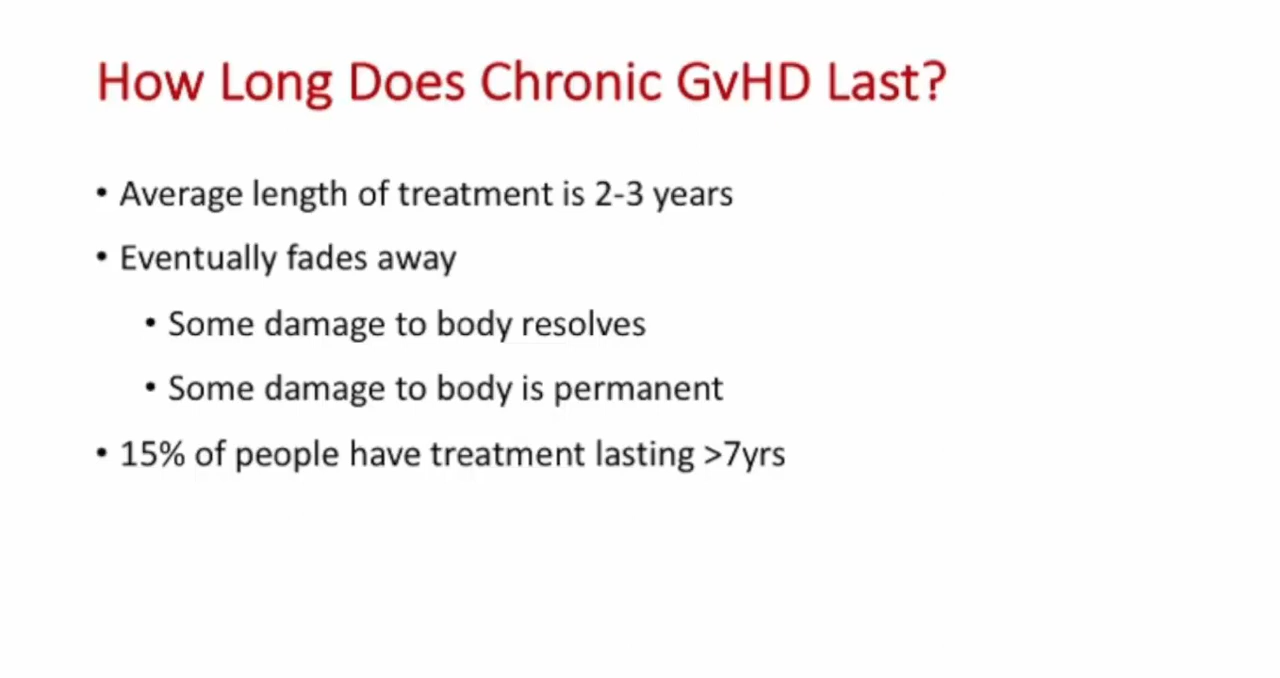 How Long Does Chronic GvHD Last?
• Average length of treatment is 2-3 years
• Eventually fades away
• Some damage to body resolves
• Some damage to body is permanent
• 15% of people have treatment lasting >7yrs